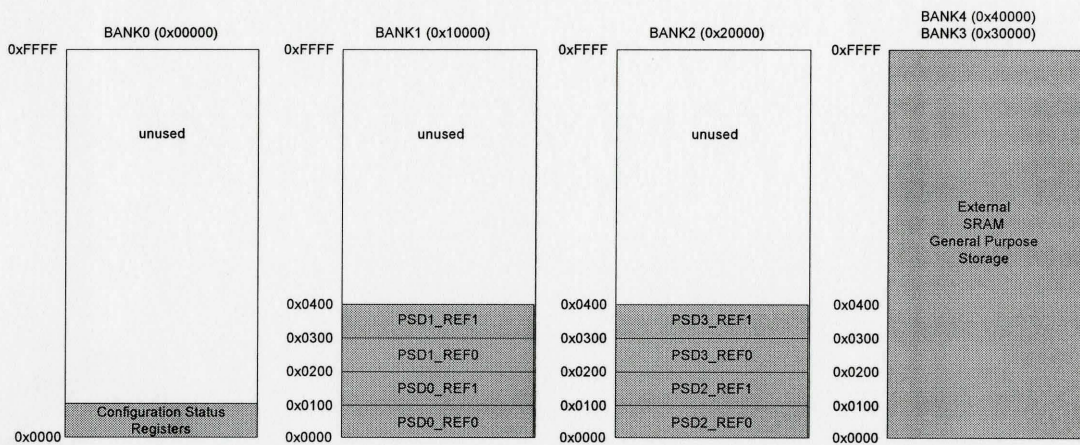 BANK0 (0x00000)
0xFFFF
unused
Configuration Status
Registers
0x0000
BANK1 (0x10000)
0xFFFF
unused
0x0400
PSD1_REF1
0x0300
PSD1_REF0
0x0200
PSD0_REF1
0x0100
PSD0_REF0
0x0000
BANK2 (0x20000)
0xFFFF
unused
0x0400
PSD3_REF1
0x0300
PSD3_REF0
0x0200
PSD2_REF1
0x0100
PSD2_REF0
0x0000
BANK4 (0x40000)
BANK3 (0x30000)
0xFFFF
External
SRAM
General Purpose
Storage
0x0400
0x0300
0x0200
0x0100
0x0000